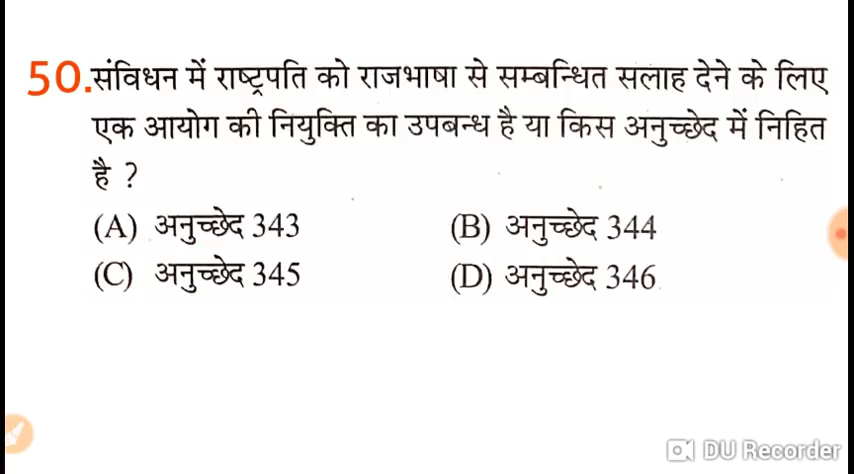 50.संविधन में राष्ट्रपति को राजभाषा से सम्बन्धित सलाह देने के लिए
एक आयोग की नियुक्ति का उपबन्ध है या किस अनुच्छेद में निहित
है ?
(A) अनुच्छेद 343 (B) अनुच्छेद 344
(C) अनुच्छेद 345 (D) अनुच्छेद 346
DU Recorder